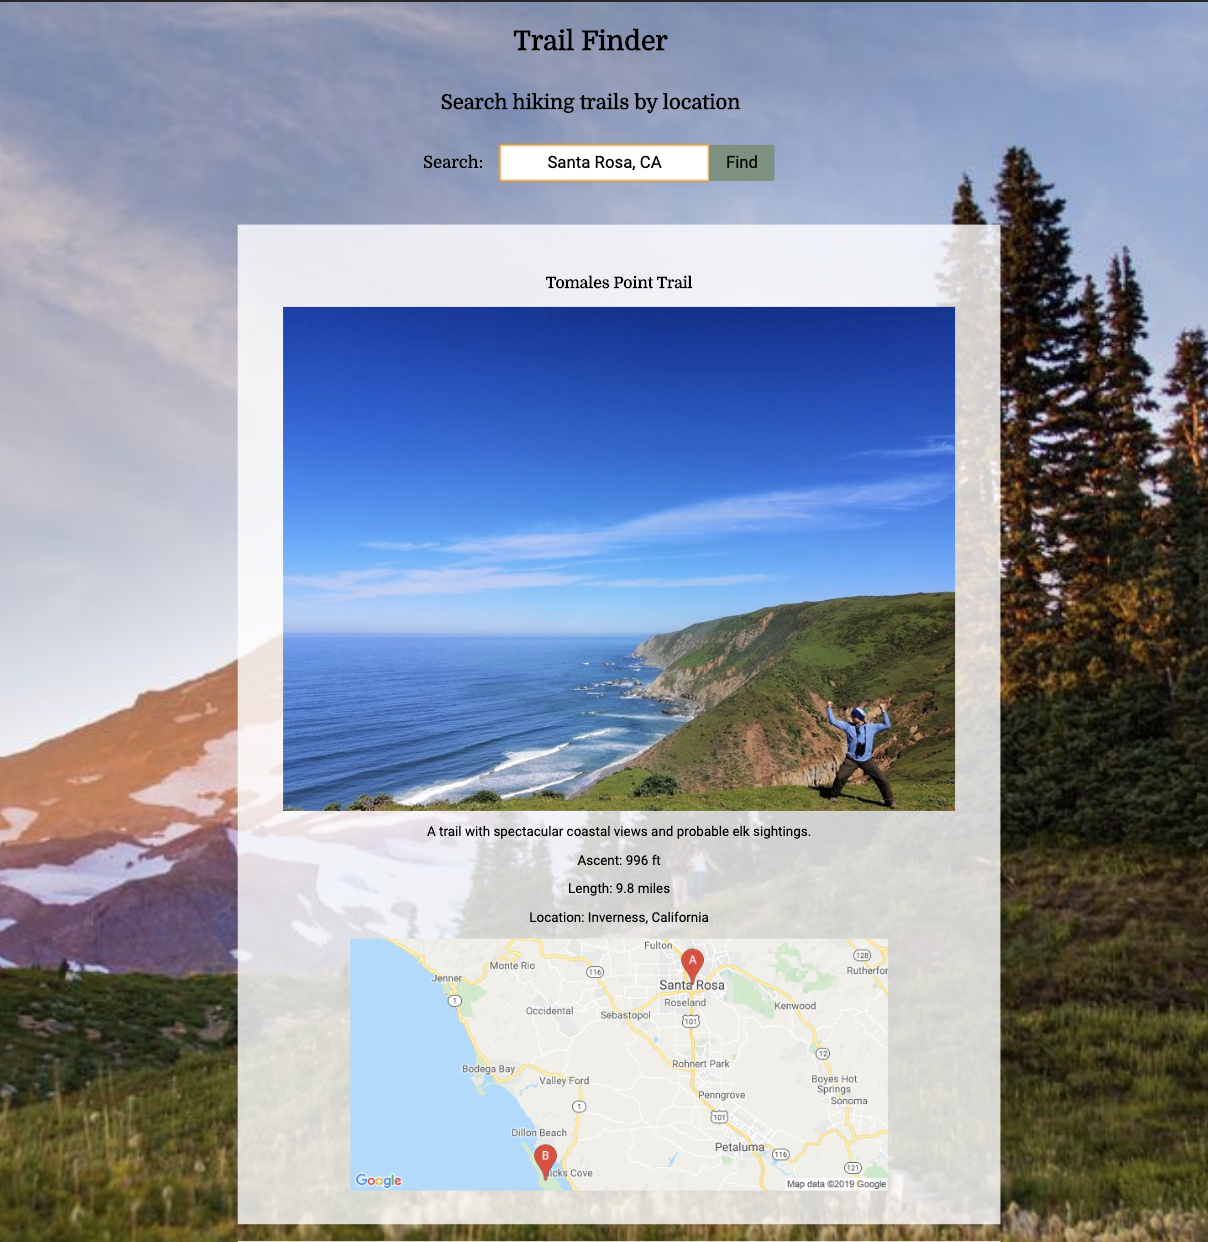 Trail Finder
Search hiking trails by location
Search: Santa Rosa, CA Find
Tomales Point Trail
A trail with spectacular coastal views and probable elk sightings.
Ascent: 996 ft
Length: 9.8 miles
Location: Inverness, California
Fulton
A
128
Monte Rio
116
Rutherfor
Jenner
Santa Rosa
1
Roseland
Occidental
Sebastopol
Kenwood
101
12
Rohnert Park
Bodega Bay
Valley Ford
Boyes Hot
Springs
Penngrove
Sonoma
1
101
Dillon Beach
Petaluma
116
B
icks Cove
121
Google
Map data ©2019 Google